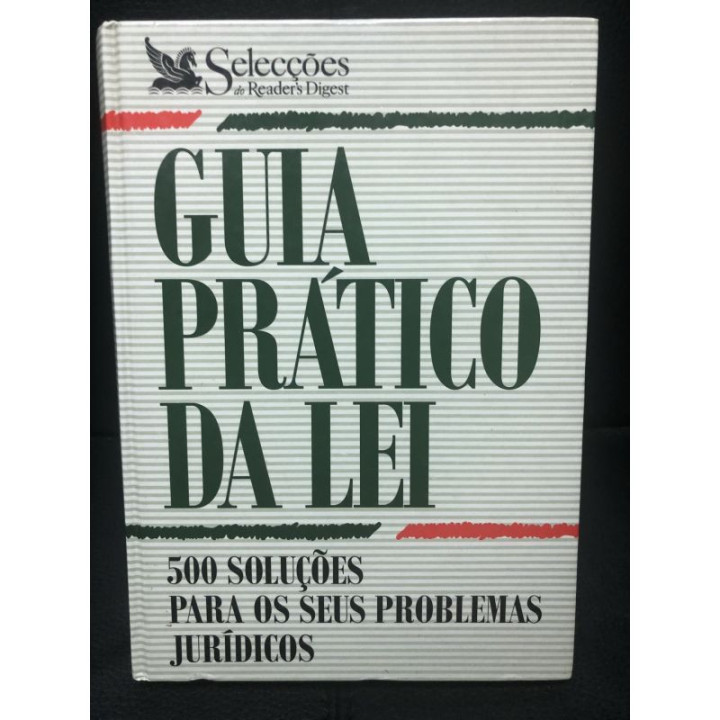 Selecções
do Reader's Digest
GUIA
PRÁTICO
DA LEI
500 SOLUÇÕES
PARA OS SEUS PROBLEMAS
JURÍDICOS